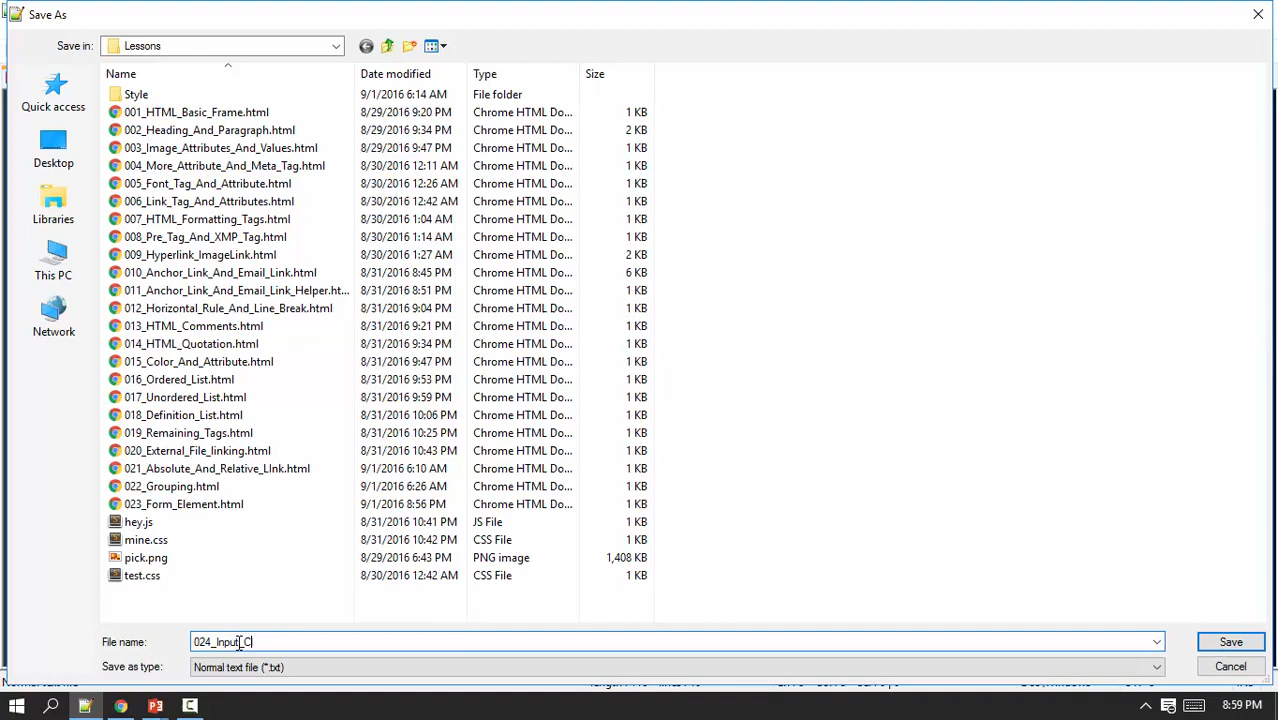 Save As
Save in: Lessons
Name Date modified Type Size
Quick access
Desktop
Libraries
This PC
Network
Style 9/1/2016 6:14 AM File folder
001_HTML_Basic_Frame.html 8/29/2016 9:20 PM Chrome HTML Do... 1 KB
002_Heading_And_Paragraph.html 8/29/2016 9:34 PM Chrome HTML Do... 2 KB
003_Image_Attributes_And_Values.html 8/29/2016 9:47 PM Chrome HTML Do... 1 KB
004_More_Attribute_And_Meta_Tag.html 8/30/2016 12:11 AM Chrome HTML Do... 1 KB
005_Font_Tag_And_Attribute.html 8/30/2016 12:26 AM Chrome HTML Do... 1 KB
006_Link_Tag_And_Attributes.html 8/30/2016 12:42 AM Chrome HTML Do... 1 KB
007_HTML_Formatting_Tags.html 8/30/2016 1:04 AM Chrome HTML Do... 1 KB
008_Pre_Tag_And_XMP_Tag.html 8/30/2016 1:14 AM Chrome HTML Do... 1 KB
009_Hyperlink_ImageLink.html 8/30/2016 1:27 AM Chrome HTML Do... 2 KB
010_Anchor_Link_And_Email_Link.html 8/31/2016 8:45 PM Chrome HTML Do... 6 KB
011_Anchor_Link_And_Email_Link_Helper.ht... 8/31/2016 8:51 PM Chrome HTML Do... 1 KB
012_Horizontal_Rule_And_Line_Break.html 8/31/2016 9:04 PM Chrome HTML Do... 1 KB
013_HTML_Comments.html 8/31/2016 9:21 PM Chrome HTML Do... 1 KB
014_HTML_Quotation.html 8/31/2016 9:34 PM Chrome HTML Do... 1 KB
015_Color_And_Attribute.html 8/31/2016 9:47 PM Chrome HTML Do... 1 KB
016_Ordered_List.html 8/31/2016 9:53 PM Chrome HTML Do... 1 KB
017_Unordered_List.html 8/31/2016 9:59 PM Chrome HTML Do... 1 KB
018_Definition_List.html 8/31/2016 10:06 PM Chrome HTML Do... 1 KB
019_Remaining_Tags.html 8/31/2016 10:25 PM Chrome HTML Do... 1 KB
020_External_File_linking.html 8/31/2016 10:43 PM Chrome HTML Do... 1 KB
021_Absolute_And_Relative_LInk.html 9/1/2016 6:10 AM Chrome HTML Do... 1 KB
022_Grouping.html 9/1/2016 6:26 AM Chrome HTML Do... 1 KB
023_Form_Element.html 9/1/2016 8:56 PM Chrome HTML Do... 1 KB
hey.js 8/31/2016 10:41 PM JS File 1 KB
mine.css 8/31/2016 10:42 PM CSS File 1 KB
pick.png 8/29/2016 6:43 PM PNG image 1,408 KB
test.css 8/30/2016 12:42 AM CSS File 1 KB
File name: 024_Input_C Save
Save as type: Normal text file (*.txt) Cancel
8:59 PM